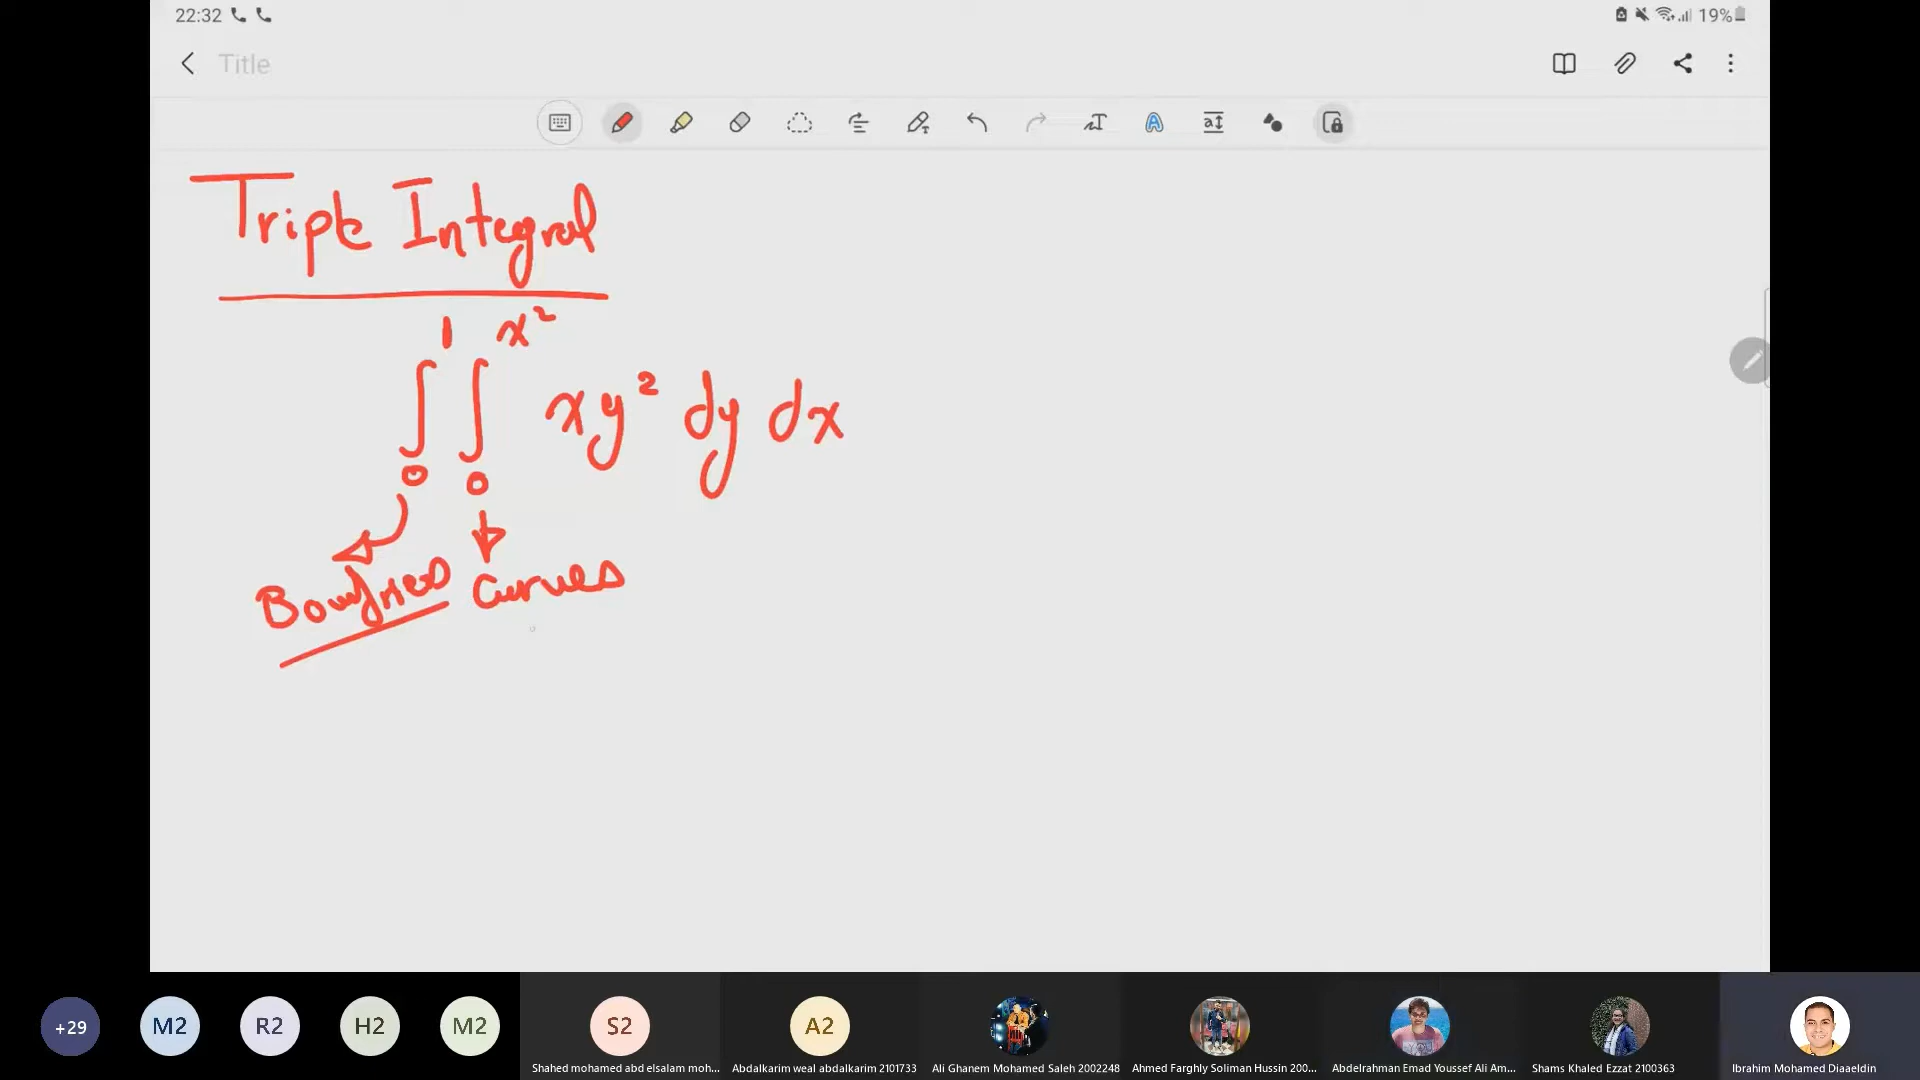 22:32
19%
Title
Triple Integral
1 x²
∫ ∫ xy² dy dx
0 0
Curves
+29
M2
R2
H2
M2
S2
Shahed mohamed abd elsalam moh...
A2
Abdalkarim weal abdalkarim 2101733
Ali Ghanem Mohamed Saleh 2002248
Ahmed Farghly Soliman Hussin 200...
Abdelrahman Emad Youssef Ali Am...
Shams Khaled Ezzat 2100363
Ibrahim Mohamed Diaaeldin